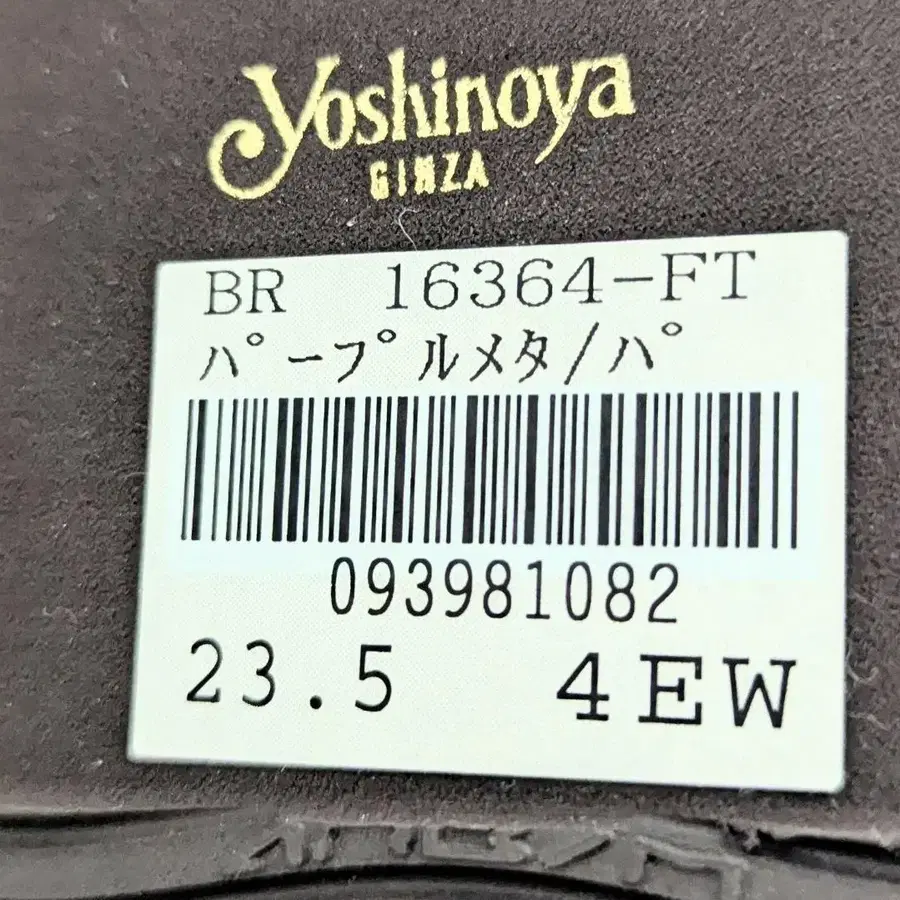 Yoshinoya
GINZA
BR 16364-FT
ﾊﾟｰﾌﾟﾙﾒﾀ/ﾊﾟ
093981082
23.5 4EW